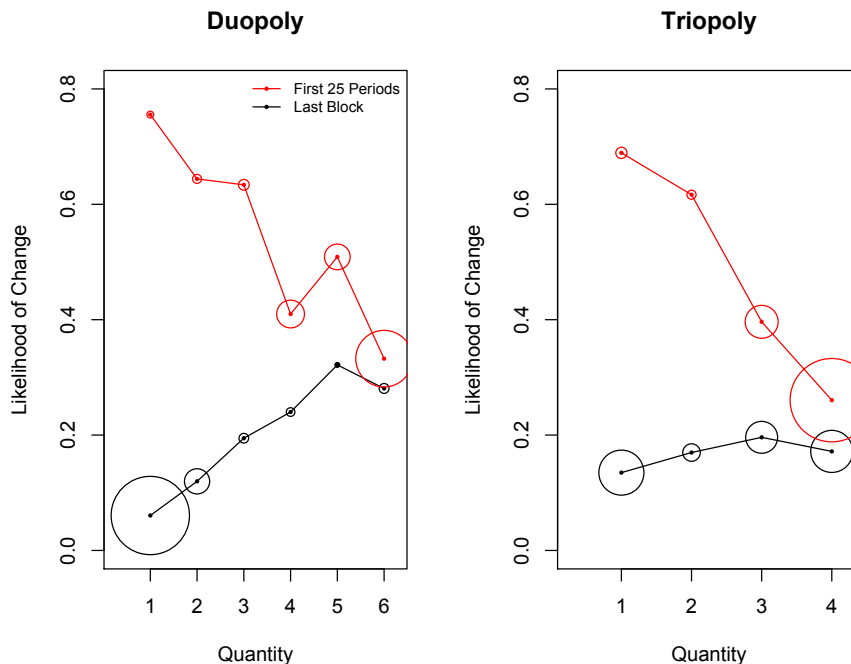 Duopoly
Likelihood of Change
0.0 0.2 0.4 0.6 0.8
First 25 Periods
Last Block
1 2 3 4 5 6
Quantity
Triopoly
Likelihood of Change
0.0 0.2 0.4 0.6 0.8
1 2 3 4
Quantity